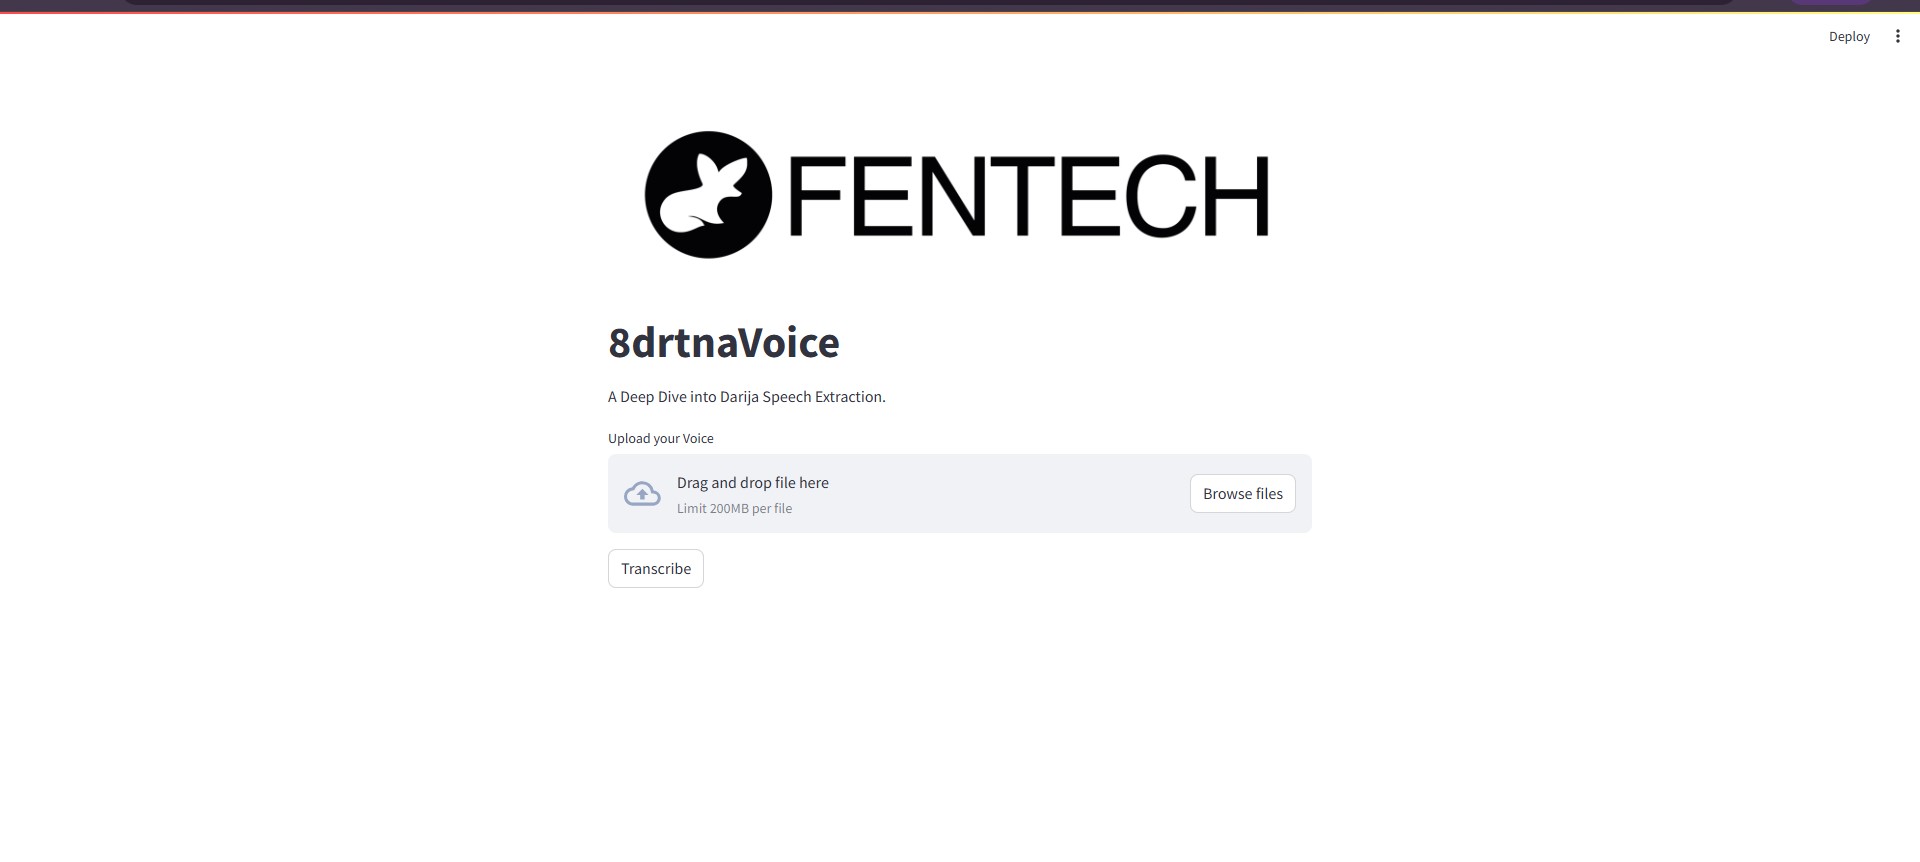 Deploy
FENTECH
8drtnaVoice
A Deep Dive into Darija Speech Extraction.
Upload your Voice
Drag and drop file here
Limit 200MB per file
Browse files
Transcribe